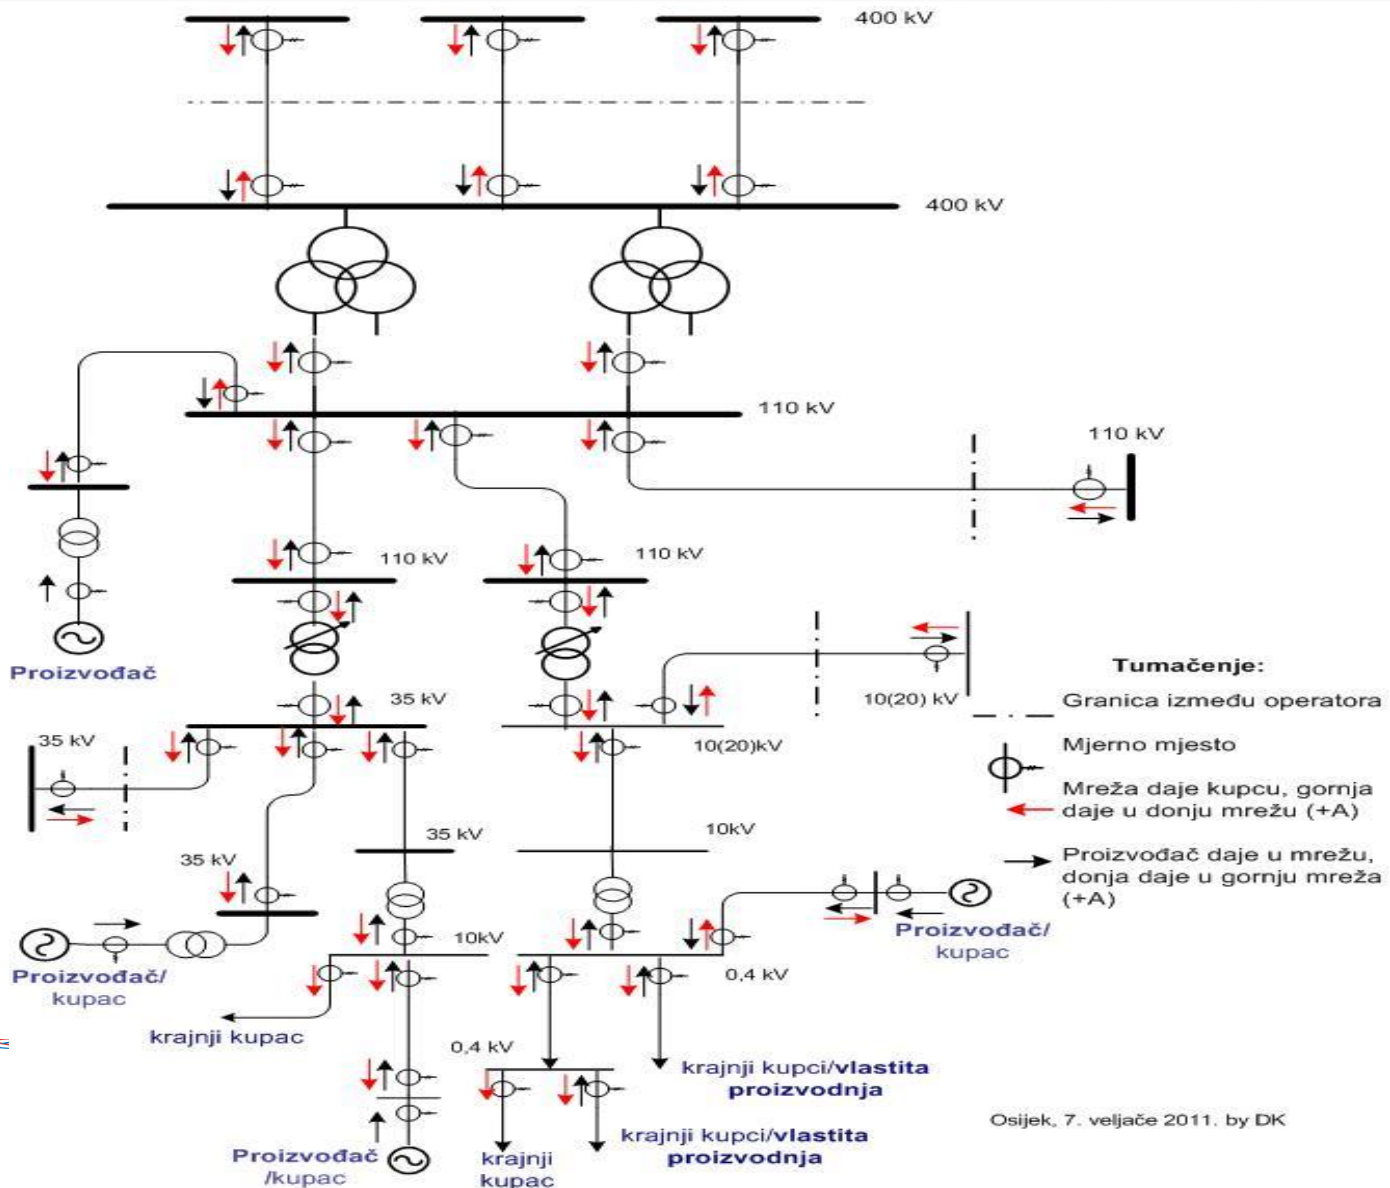 400 kV
400 kV
110 kV
110 kV
110 kV
110 kV
Proizvođač
35 kV
10(20) kV
10(20)kV
35 kV
Tumačenje:
Granica između operatora
Mjerno mjesto
Mreža daje kupcu, gornja
daje u donju mrežu (+A)
Proizvođač daje u mrežu,
donja daje u gornju mreža
(+A)
35 kV
10kV
35 kV
10kV
Proizvođač/
kupac
Proizvođač/
kupac
0,4 kV
krajnji kupac
0,4 kV
krajnji kupci/vlastita
proizvodnja
krajnji kupci/vlastita
proizvodnja
Proizvođač
/kupac
krajnji
kupac
Osijek, 7. veljače 2011. by DK